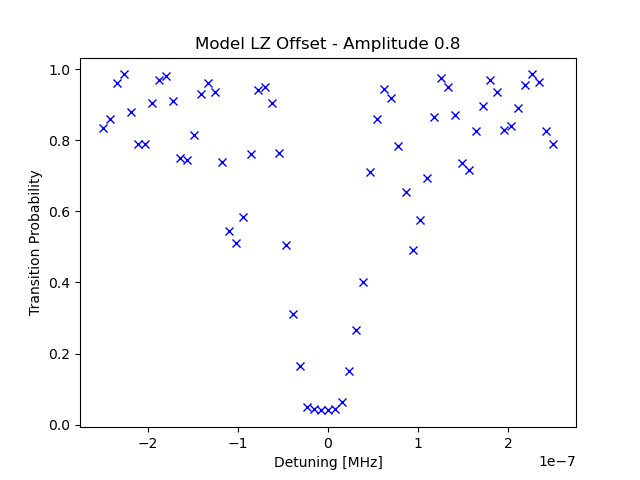 Model LZ Offset - Amplitude 0.8
1.0
0.8
0.6
0.4
0.2
0.0
Transition Probability
−2 −1 0 1 2
1e−7
Detuning [MHz]